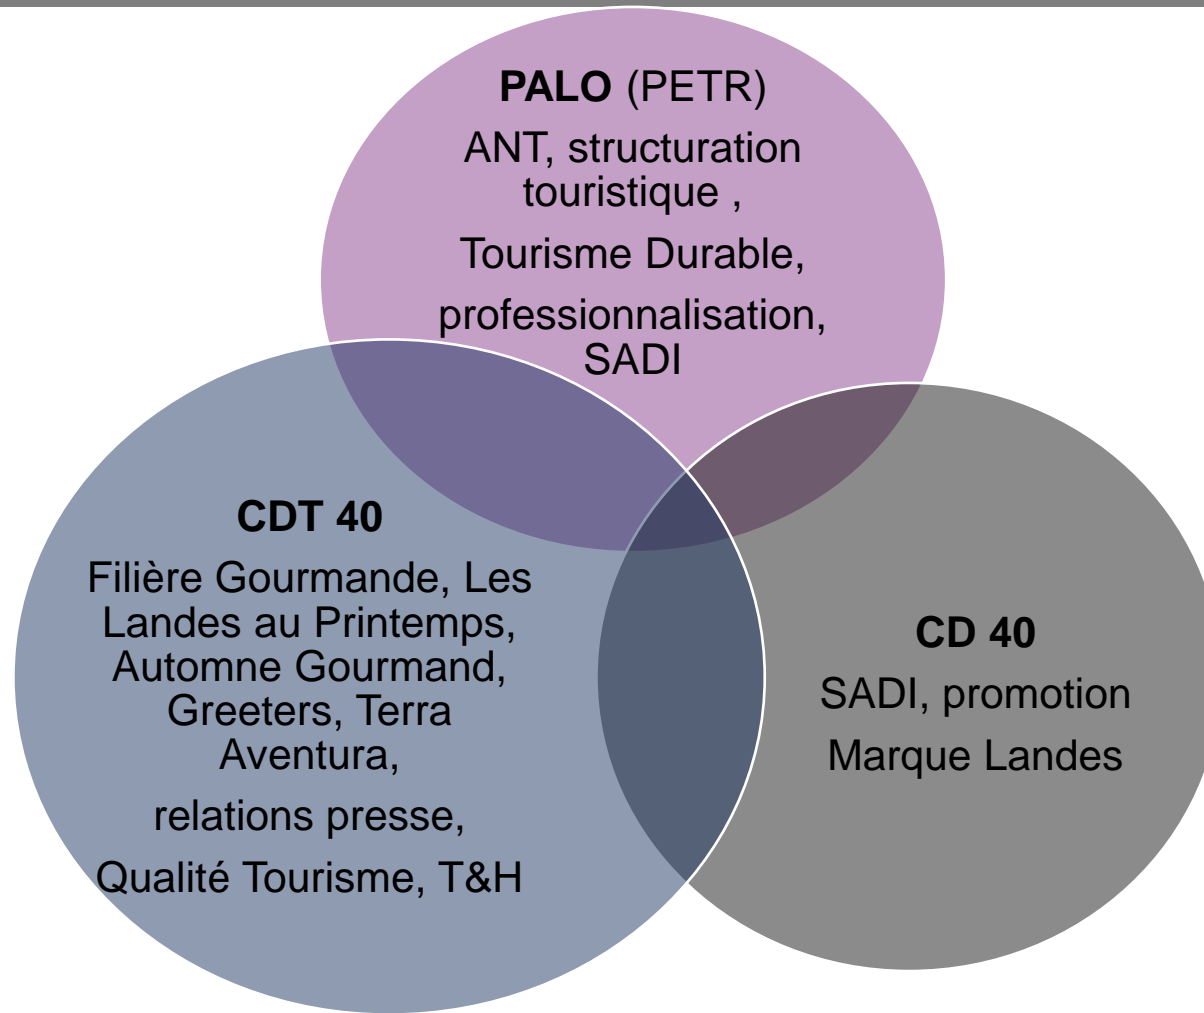 PALO (PETR)
ANT, structuration
touristique ,
Tourisme Durable,
professionnalisation,
SADI
CDT 40
Filière Gourmande, Les
Landes au Printemps,
Automne Gourmand,
Greeters, Terra
Aventura,
relations presse,
Qualité Tourisme, T&H
CD 40
SADI, promotion
Marque Landes